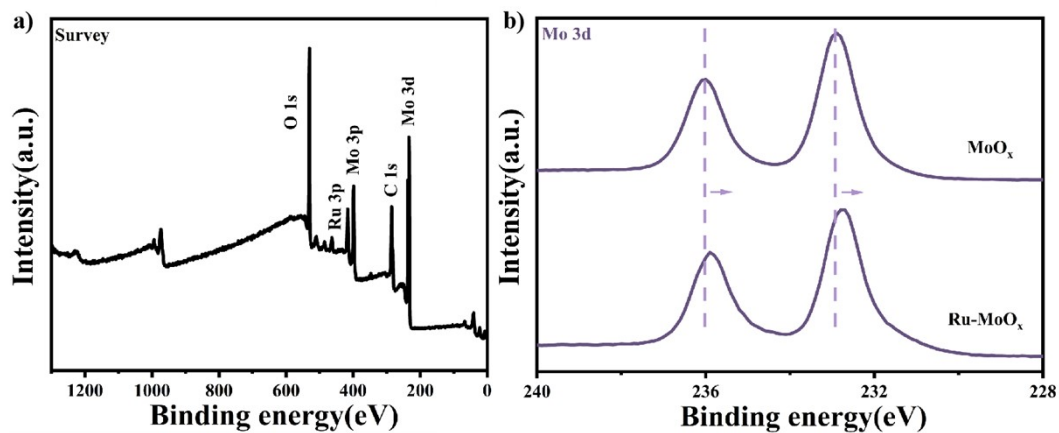 a)
Survey
O 1s
Ru 3p
Mo 3p
C 1s
Mo 3d
Intensity(a.u.)
1200 1000 800 600 400 200 0
Binding energy(eV)
b)
Mo 3d
MoOₓ
Ru-MoOₓ
Intensity(a.u.)
240 236 232 228
Binding energy(eV)